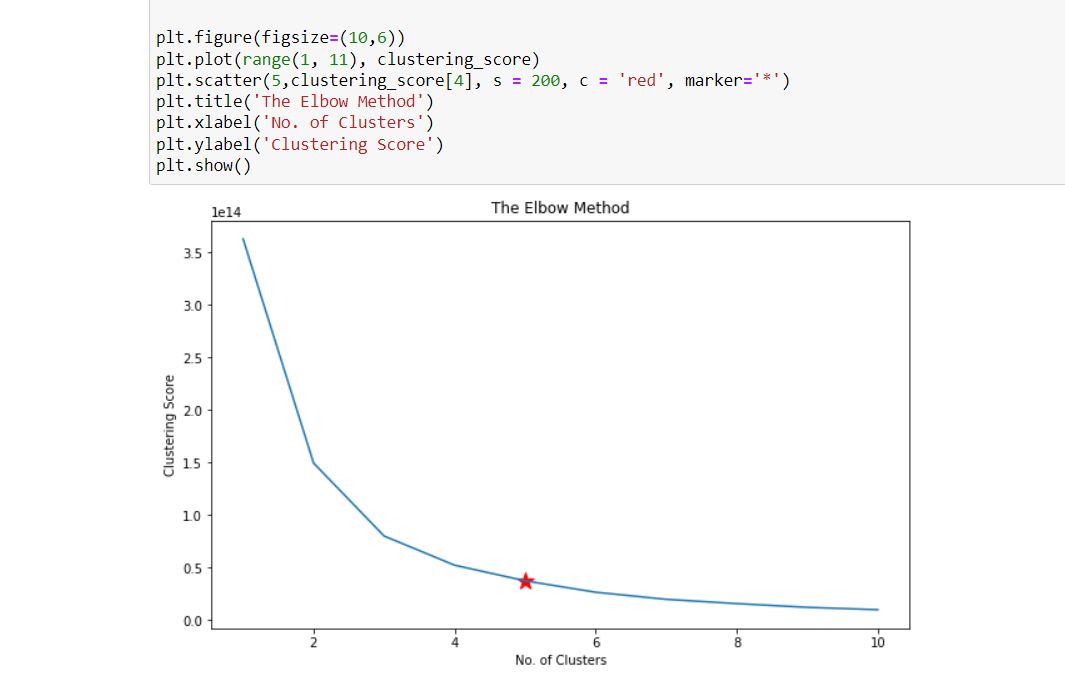 plt.figure(figsize=(10,6))
plt.plot(range(1, 11), clustering_score)
plt.scatter(5,clustering_score[4], s = 200, c = 'red', marker='*')
plt.title('The Elbow Method')
plt.xlabel('No. of Clusters')
plt.ylabel('Clustering Score')
plt.show()
The Elbow Method
1e14
3.5
3.0
2.5
2.0
1.5
1.0
0.5
0.0
Clustering Score
2 4 6 8 10
No. of Clusters